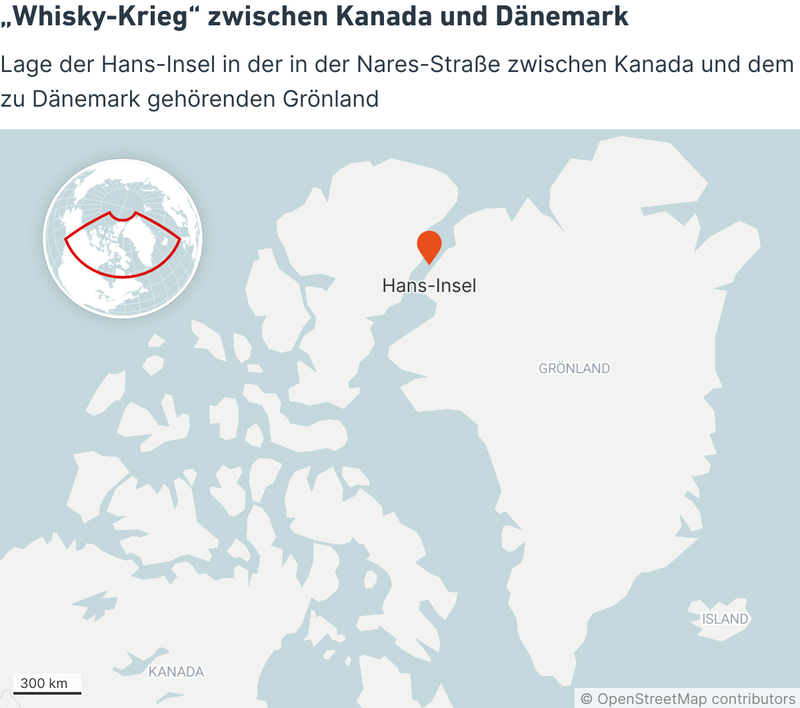 „Whisky-Krieg“ zwischen Kanada und Dänemark
Lage der Hans-Insel in der in der Nares-Straße zwischen Kanada und dem
zu Dänemark gehörenden Grönland
Hans-Insel
GRÖNLAND
ISLAND
KANADA
300 km
© OpenStreetMap contributors